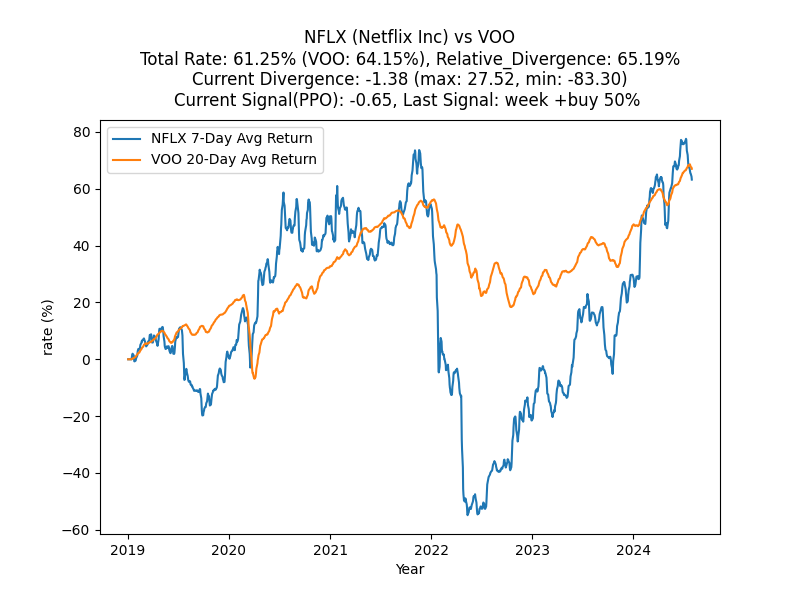 NFLX (Netflix Inc) vs VOO
Total Rate: 61.25% (VOO: 64.15%), Relative_Divergence: 65.19%
Current Divergence: -1.38 (max: 27.52, min: -83.30)
Current Signal(PPO): -0.65, Last Signal: week +buy 50%
NFLX 7-Day Avg Return
VOO 20-Day Avg Return
rate (%)
80
60
40
20
0
−20
−40
−60
2019
2020
2021
2022
2023
2024
Year